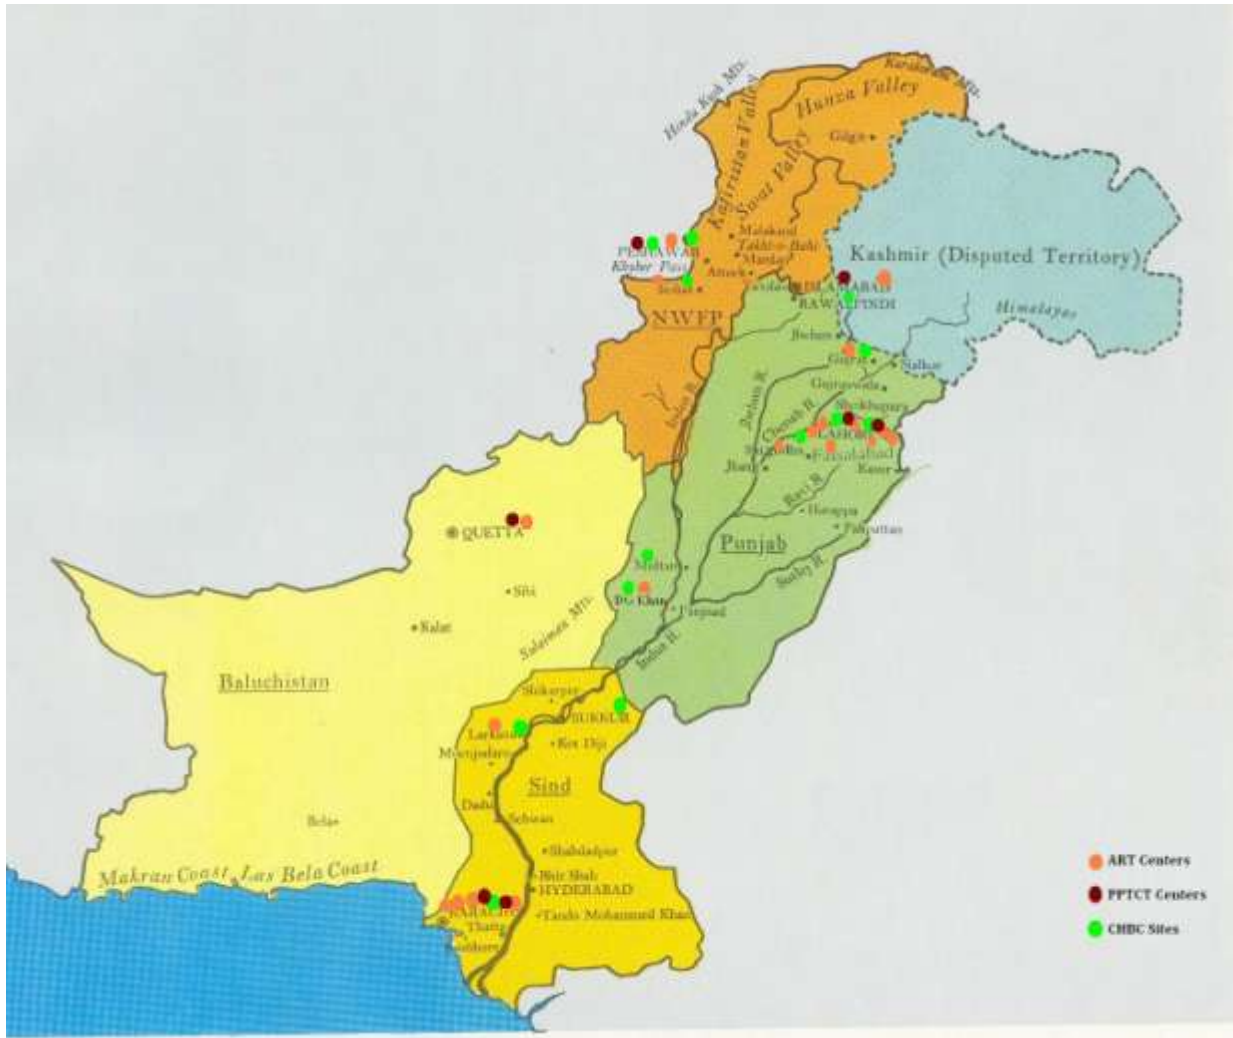 Karakoram Mts.
Hindu Kush Mts.
Hunza Valley
Kafiristan Valley
Gilgit
Swat Valley
Malakand
PESHAWAR
Takht-o-Bahi
Mardan
Kashmir (Disputed Territory)
Khyber Pass
Attock
ISLAMABAD
RAWALPINDI
NWFP
Himalayas
Jhelum
Gujrat
Sialkot
Indus R.
Jhelum R.
Gujranwala
Chenab R.
LAHORE
Faisalabad
Jhang
Kasur
Ravi R.
Harappa
Pakpattan
QUETTA
Punjab
Multan
Sutlej R.
Sibi
DG Khan
Panjnad
Kalat
Sulaiman Mts.
Indus R.
Baluchistan
Shikarpur
SUKKUR
Larkana
Kot Diji
Moenjodaro
Sind
Dadu
Sehwan
Bela
Shahdadpur
Makran Coast
Las Bela Coast
Bhit Shah
HYDERABAD
KARACHI
Tando Mohammad Khan
Thatta
ART Centers
PPTCT Centers
CHBC Sites